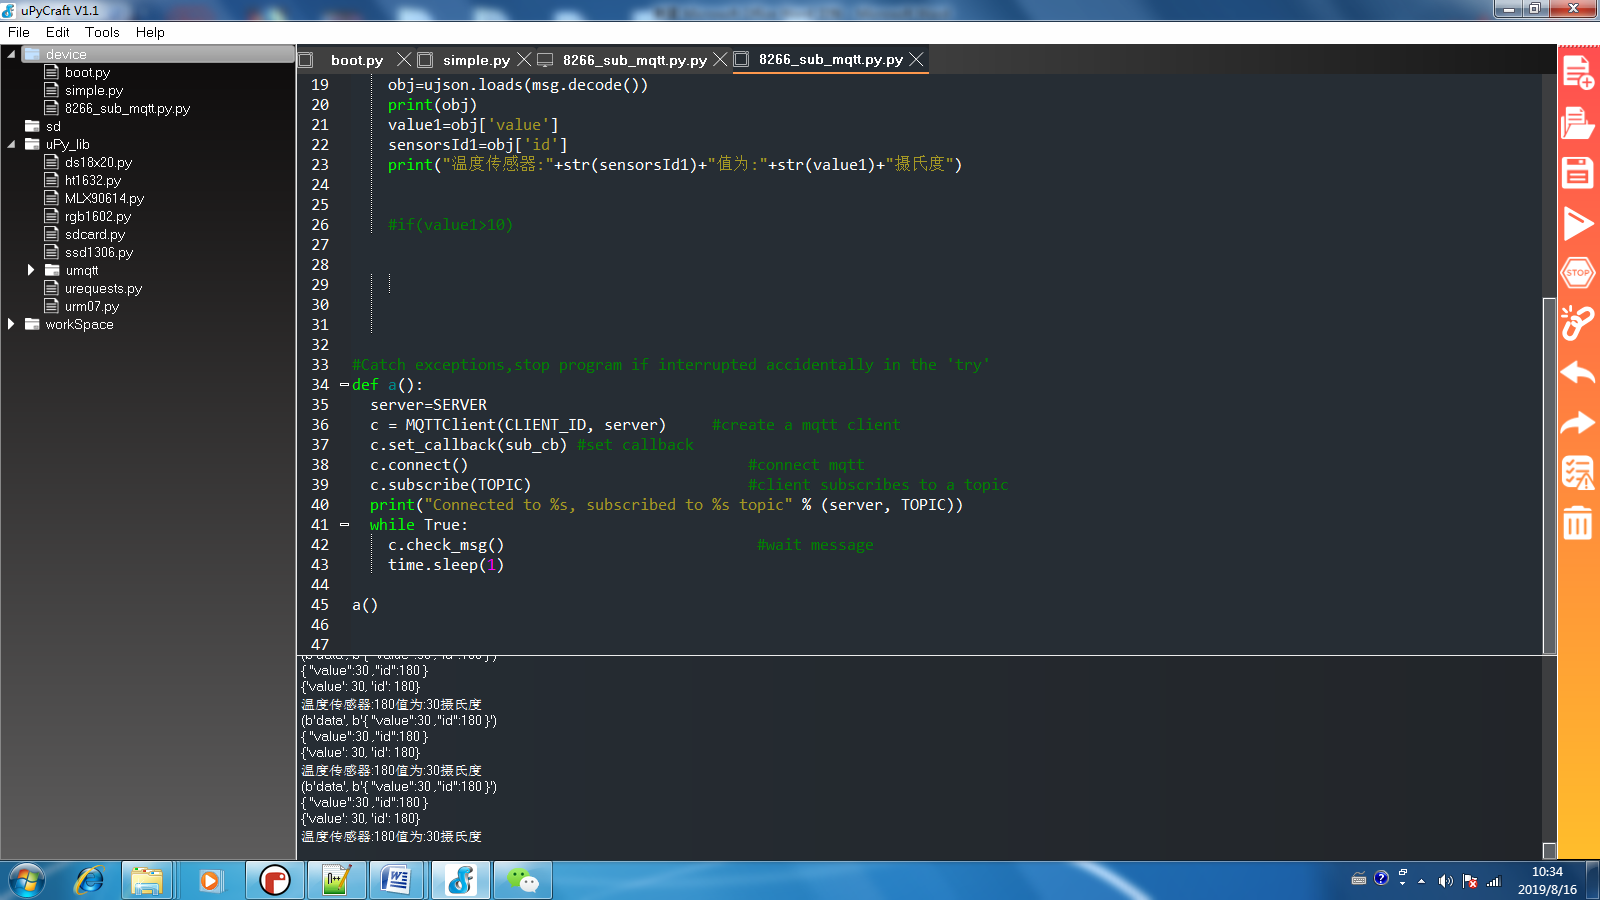 uPyCraft V1.1
File Edit Tools Help
device
boot.py
simple.py
8266_sub_mqtt.py.py
sd
uPy_lib
ds18x20.py
ht1632.py
MLX90614.py
rgb1602.py
sdcard.py
ssd1306.py
umqtt
urequests.py
urm07.py
workSpace
boot.py simple.py 8266_sub_mqtt.py.py 8266_sub_mqtt.py.py
19 obj=ujson.loads(msg.decode())
20 print(obj)
21 value1=obj['value']
22 sensorsId1=obj['id']
23 print("温度传感器:"+str(sensorsId1)+"值为:"+str(value1)+"摄氏度")
24
25
26 #if(value1>10)
27
28
29
30
31
32
33 #Catch exceptions,stop program if interrupted accidentally in the 'try'
34 def a():
35 server=SERVER
36 c = MQTTClient(CLIENT_ID, server) #create a mqtt client
37 c.set_callback(sub_cb) #set callback
38 c.connect() #connect mqtt
39 c.subscribe(TOPIC) #client subscribes to a topic
40 print("Connected to %s, subscribed to %s topic" % (server, TOPIC))
41 while True:
42 c.check_msg() #wait message
43 time.sleep(1)
44
45 a()
46
47
(b'data', b'{ "value":30 ,"id":180 }')
{ "value":30 ,"id":180 }
{'value': 30, 'id': 180}
温度传感器:180值为:30摄氏度
(b'data', b'{ "value":30 ,"id":180 }')
{ "value":30 ,"id":180 }
{'value': 30, 'id': 180}
温度传感器:180值为:30摄氏度
(b'data', b'{ "value":30 ,"id":180 }')
{ "value":30 ,"id":180 }
{'value': 30, 'id': 180}
温度传感器:180值为:30摄氏度
STOP
10:34
2019/8/16